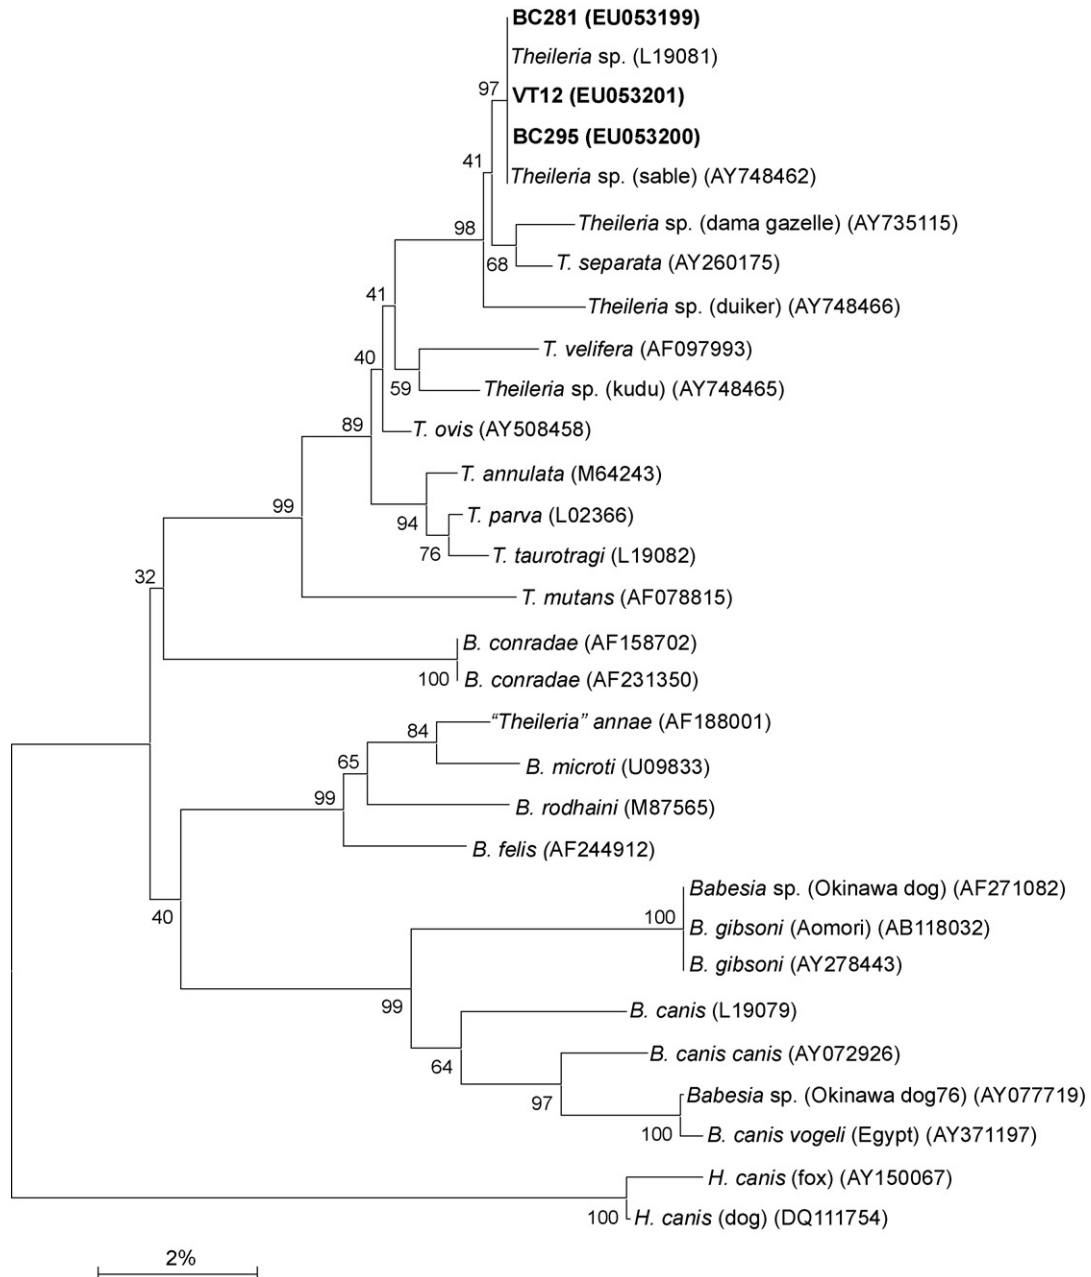 BC281 (EU053199)
Theileria sp. (L19081)
97
VT12 (EU053201)
BC295 (EU053200)
41
Theileria sp. (sable) (AY748462)
Theileria sp. (dama gazelle) (AY735115)
98
68
T. separata (AY260175)
41
Theileria sp. (duiker) (AY748466)
T. velifera (AF097993)
40
59
Theileria sp. (kudu) (AY748465)
89
T. ovis (AY508458)
T. annulata (M64243)
99
94
T. parva (L02366)
76
T. taurotragi (L19082)
32
T. mutans (AF078815)
B. conradae (AF158702)
100
B. conradae (AF231350)
84
“Theileria” annae (AF188001)
65
B. microti (U09833)
99
B. rodhaini (M87565)
B. felis (AF244912)
40
Babesia sp. (Okinawa dog) (AF271082)
100
B. gibsoni (Aomori) (AB118032)
B. gibsoni (AY278443)
99
B. canis (L19079)
64
B. canis canis (AY072926)
97
Babesia sp. (Okinawa dog76) (AY077719)
100
B. canis vogeli (Egypt) (AY371197)
H. canis (fox) (AY150067)
100
H. canis (dog) (DQ111754)
2%